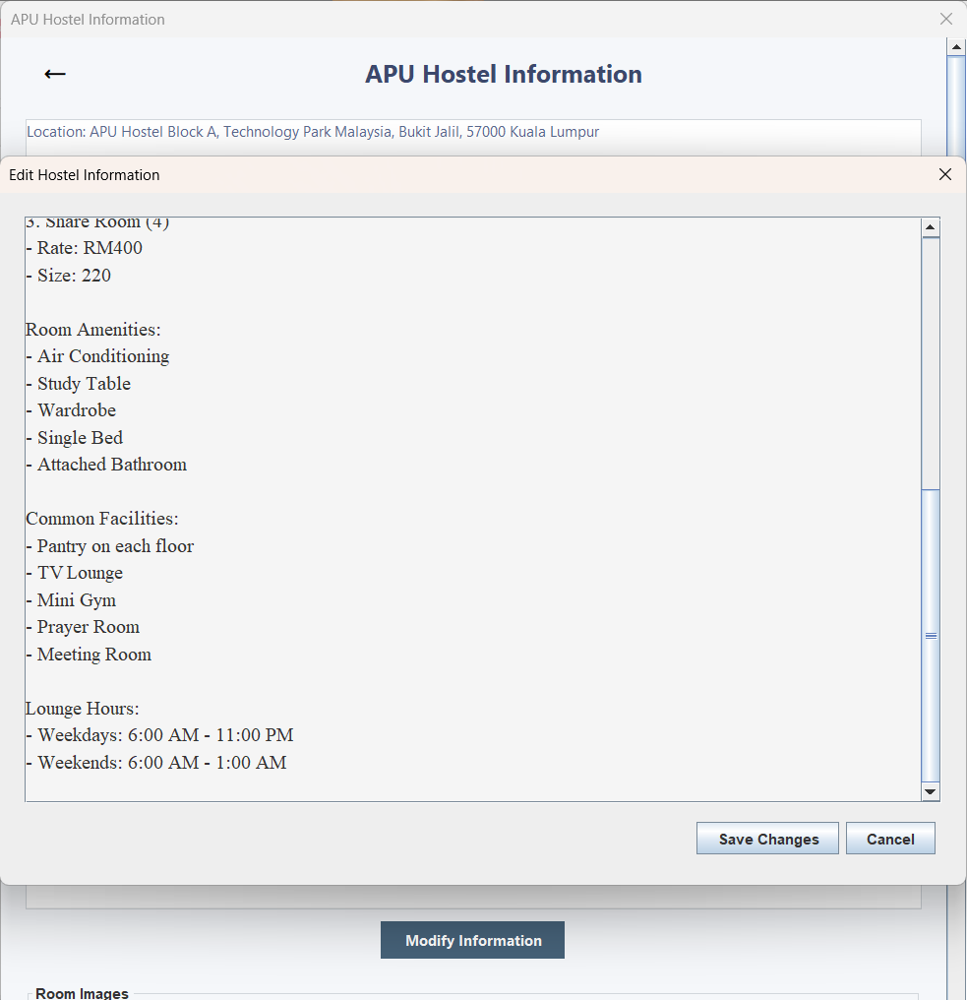 APU Hostel Information
APU Hostel Information
Location: APU Hostel Block A, Technology Park Malaysia, Bukit Jalil, 57000 Kuala Lumpur
Edit Hostel Information
3. Share Room (4)
- Rate: RM400
- Size: 220
Room Amenities:
- Air Conditioning
- Study Table
- Wardrobe
- Single Bed
- Attached Bathroom
Common Facilities:
- Pantry on each floor
- TV Lounge
- Mini Gym
- Prayer Room
- Meeting Room
Lounge Hours:
- Weekdays: 6:00 AM - 11:00 PM
- Weekends: 6:00 AM - 1:00 AM
Save Changes
Cancel
Modify Information
Room Images